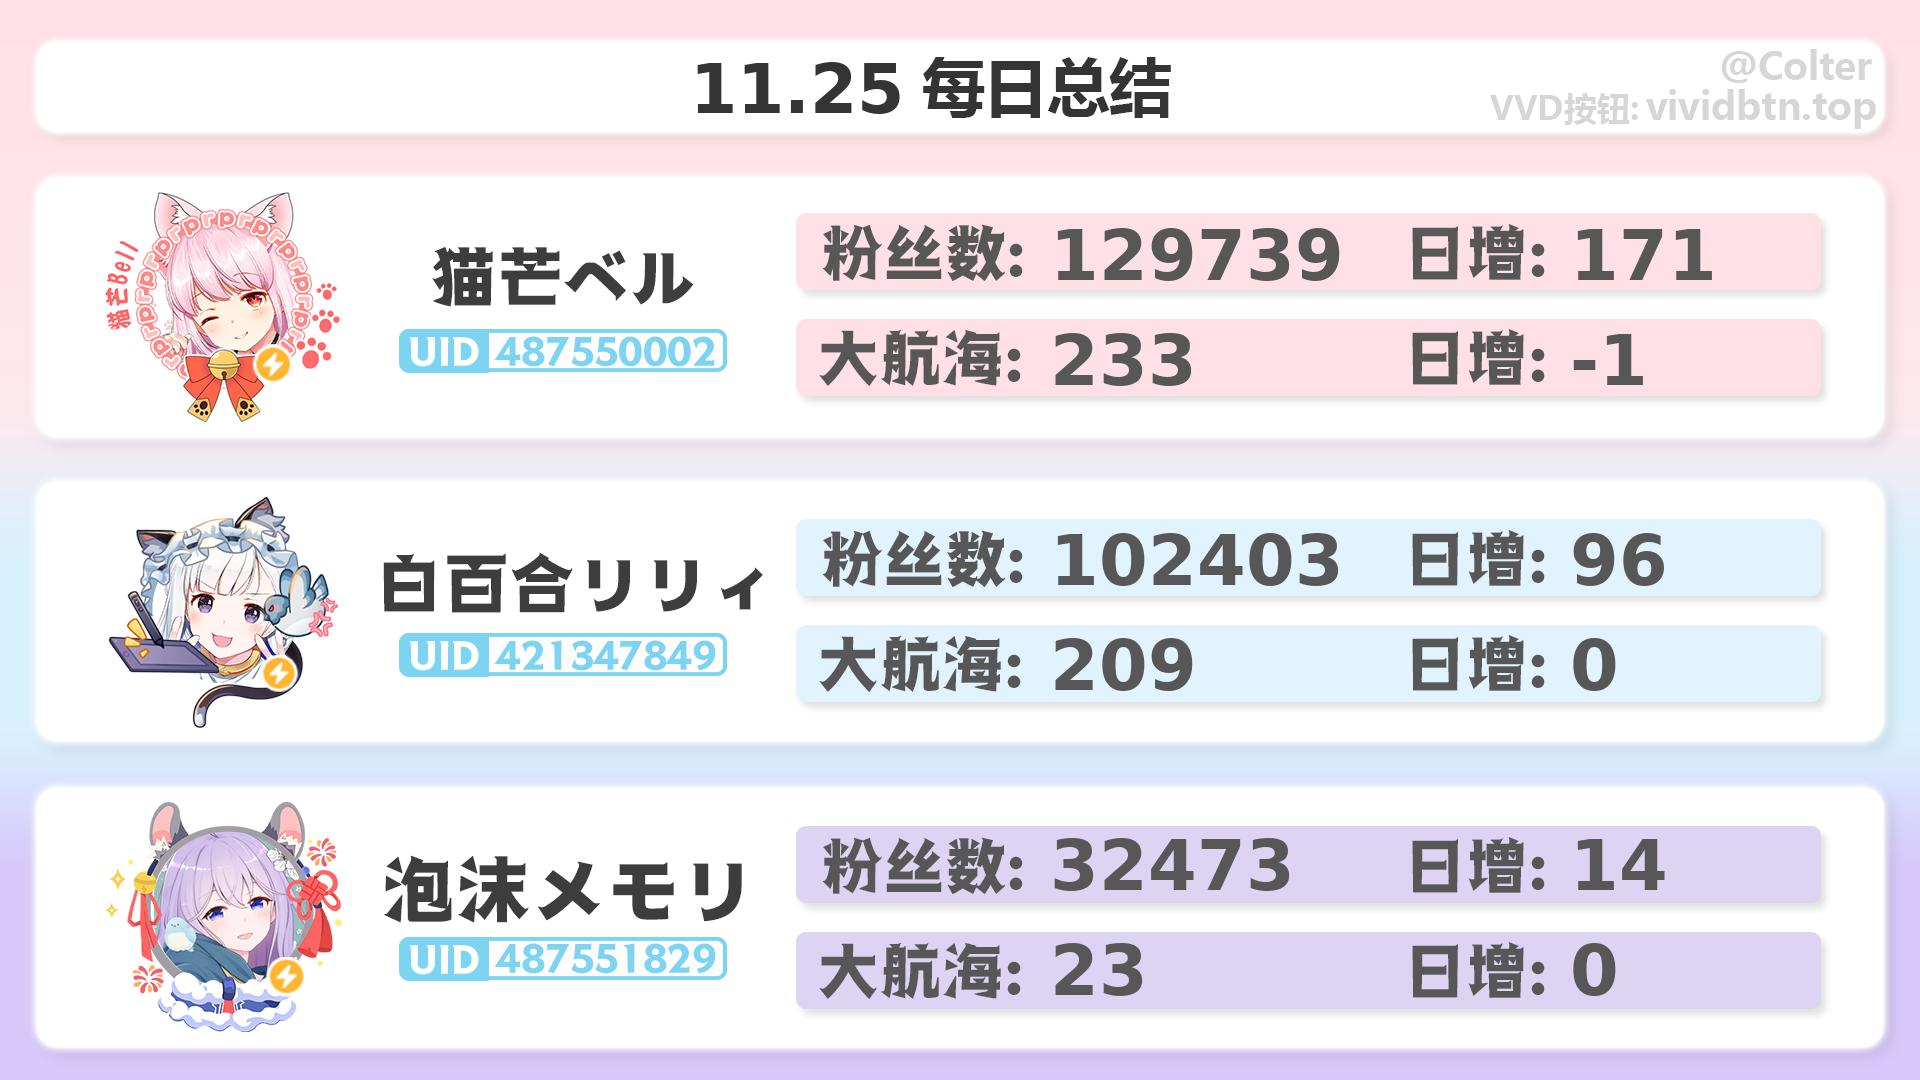 11.25 每日总结
@Colter
VVD按钮: vividbtn.top
猫芒Bell
prprprprprprprpr
猫芒ベル
UID 487550002
粉丝数: 129739 日增: 171
大航海: 233 日增: -1
白百合リリィ
UID 421347849
粉丝数: 102403 日增: 96
大航海: 209 日增: 0
泡沫メモリ
UID 487551829
粉丝数: 32473 日增: 14
大航海: 23 日增: 0